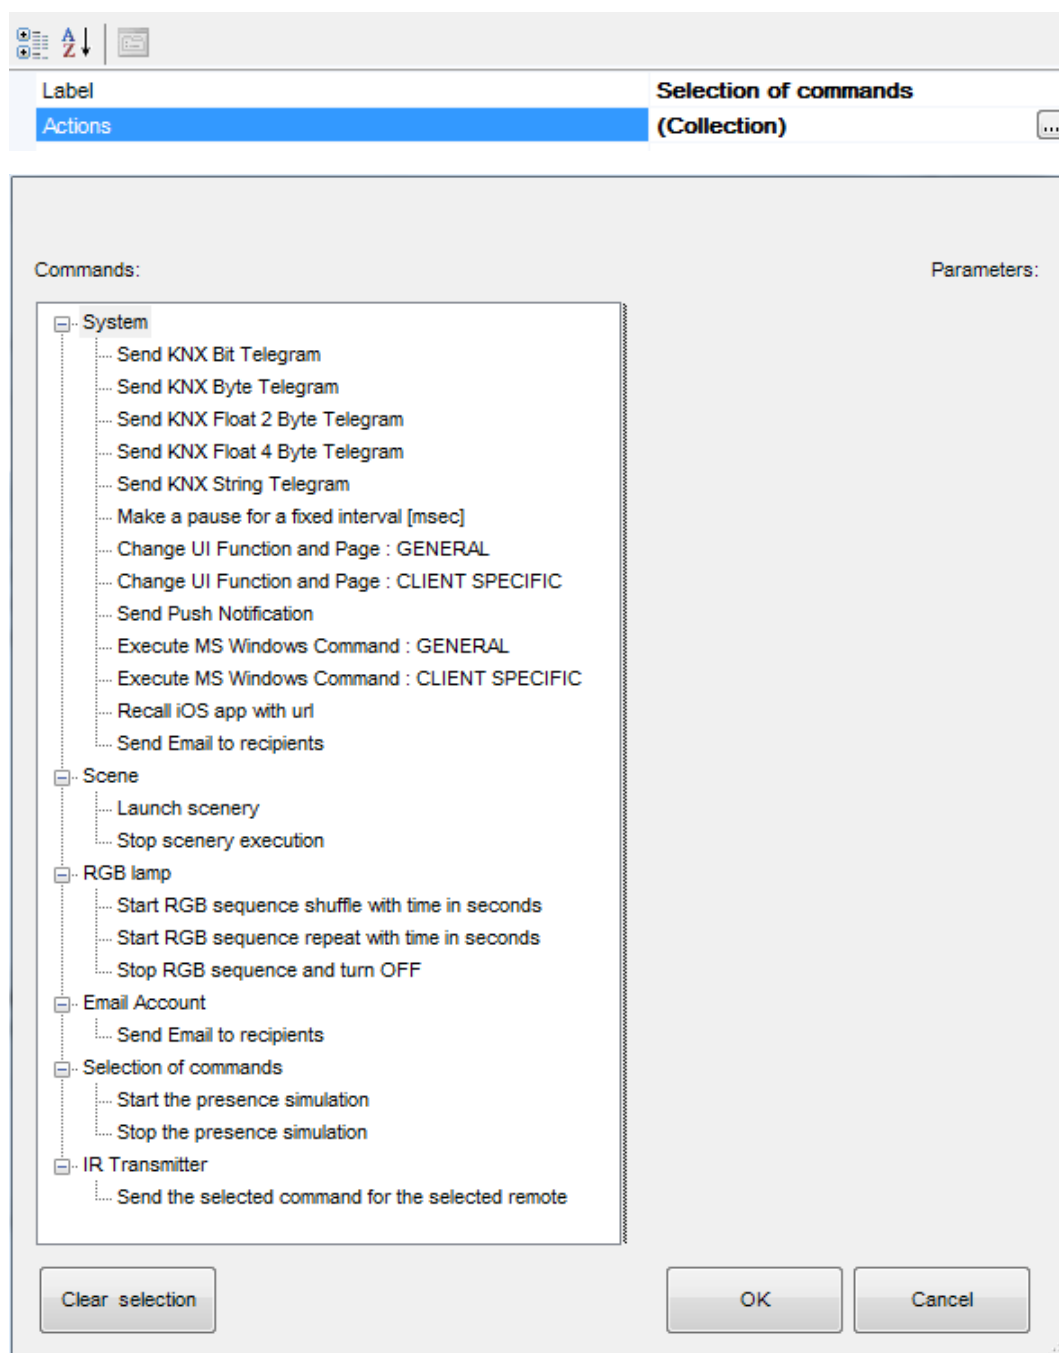 Label Selection of commands
Actions (Collection) ...
Commands: Parameters:
System
Send KNX Bit Telegram
Send KNX Byte Telegram
Send KNX Float 2 Byte Telegram
Send KNX Float 4 Byte Telegram
Send KNX String Telegram
Make a pause for a fixed interval [msec]
Change UI Function and Page : GENERAL
Change UI Function and Page : CLIENT SPECIFIC
Send Push Notification
Execute MS Windows Command : GENERAL
Execute MS Windows Command : CLIENT SPECIFIC
Recall iOS app with url
Send Email to recipients
Scene
Launch scenery
Stop scenery execution
RGB lamp
Start RGB sequence shuffle with time in seconds
Start RGB sequence repeat with time in seconds
Stop RGB sequence and turn OFF
Email Account
Send Email to recipients
Selection of commands
Start the presence simulation
Stop the presence simulation
IR Transmitter
Send the selected command for the selected remote
Clear selection OK Cancel